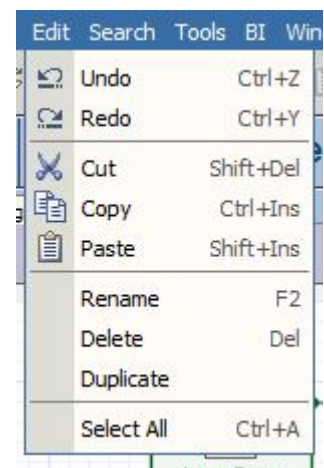 Edit Search Tools BI
Undo Ctrl+Z
Redo Ctrl+Y
Cut Shift+Del
Copy Ctrl+Ins
Paste Shift+Ins
Rename F2
Delete Del
Duplicate
Select All Ctrl+A